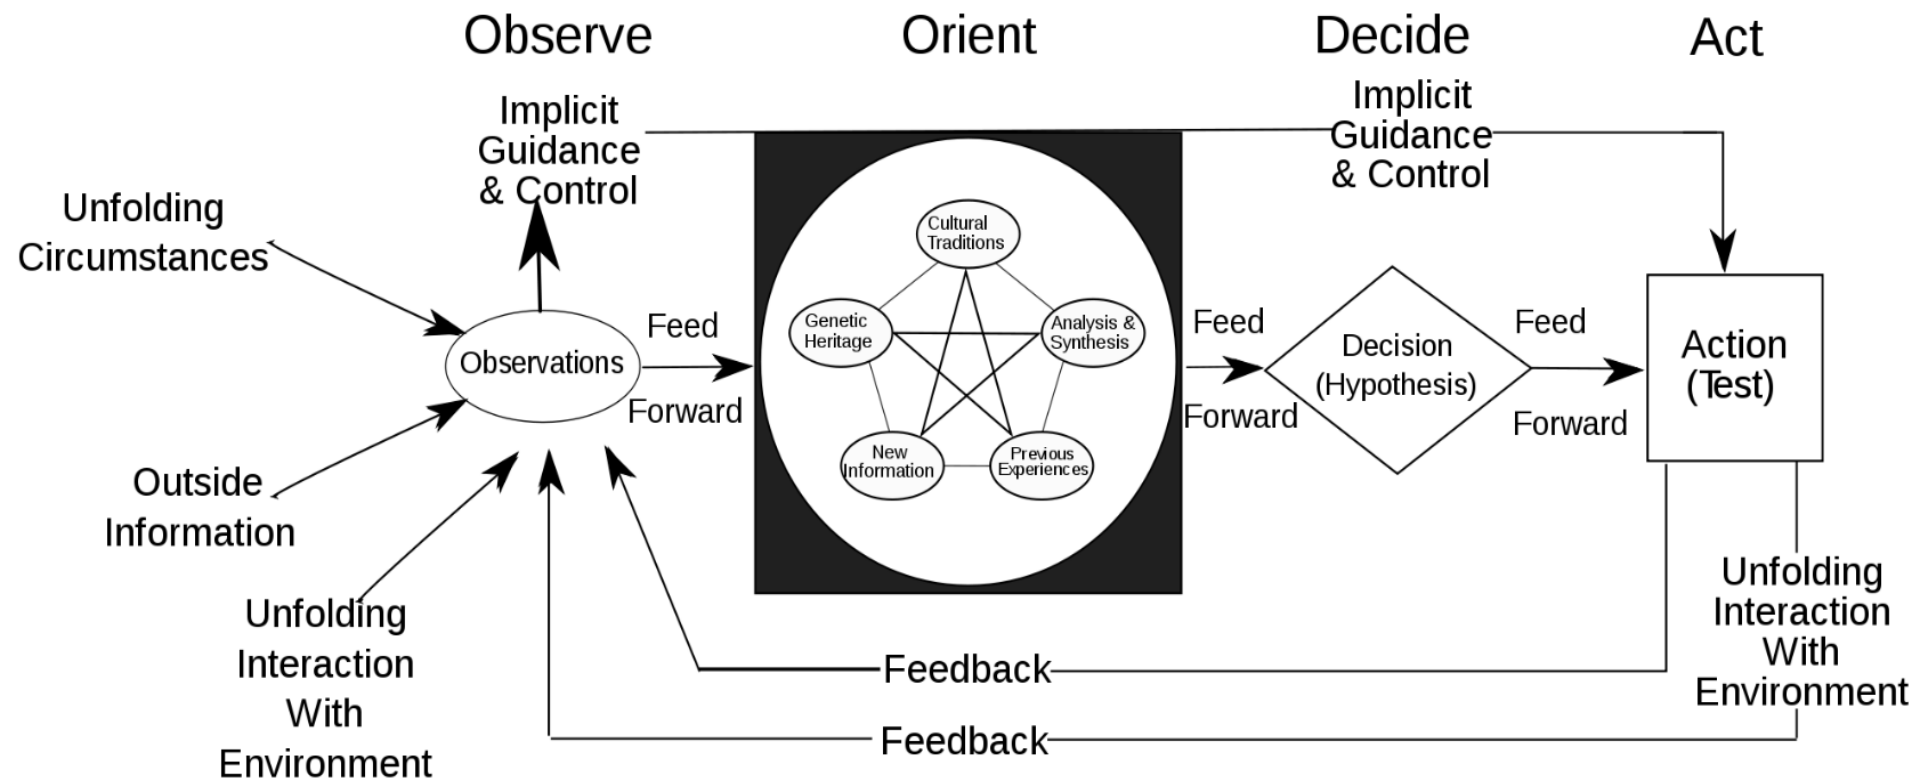 Observe
Orient
Decide
Act
Implicit
Guidance
& Control
Implicit
Guidance
& Control
Unfolding
Circumstances
Observations
Outside
Information
Unfolding
Interaction
With
Environment
Feed
Forward
Cultural
Traditions
Genetic
Heritage
Analysis &
Synthesis
New
Information
Previous
Experiences
Feed
Forward
Decision
(Hypothesis)
Feed
Forward
Action
(Test)
Unfolding
Interaction
With
Environment
Feedback
Feedback